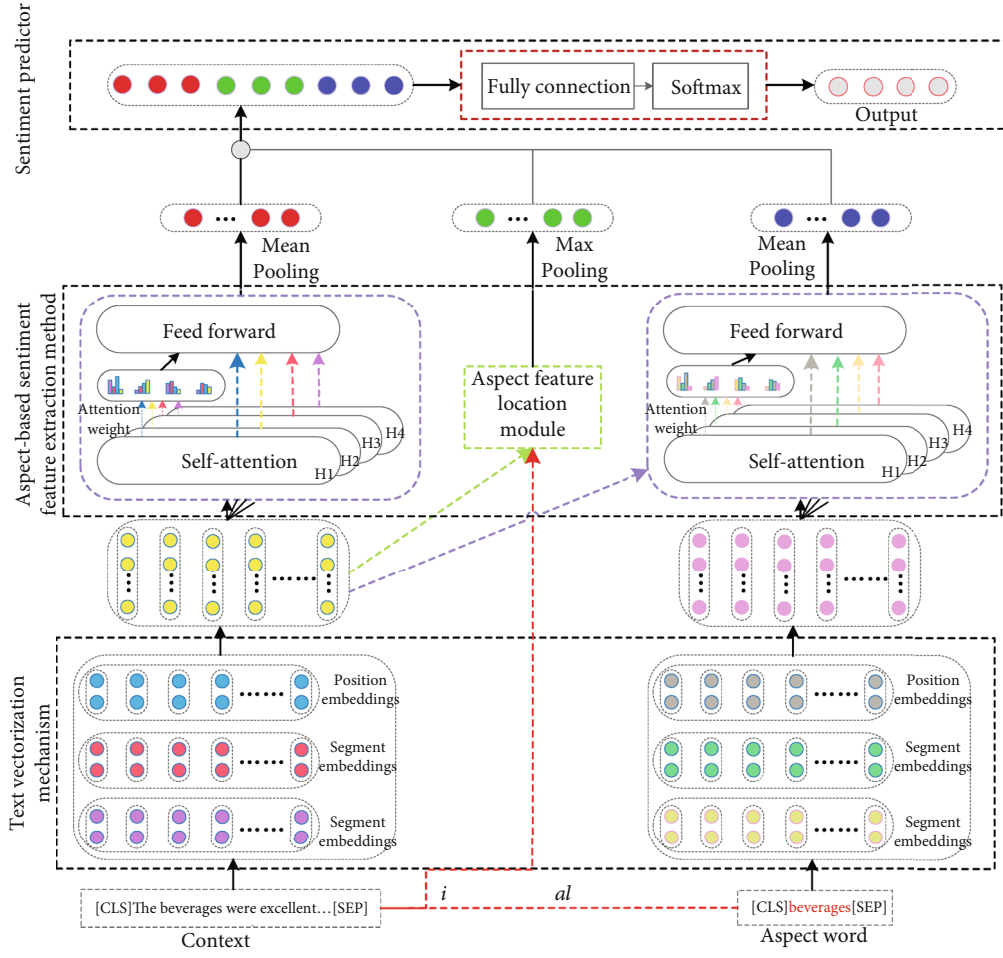 Sentiment predictor
Fully connection
Softmax
Output
Mean
Pooling
Max
Pooling
Mean
Pooling
Aspect-based sentiment
feature extraction method
Feed forward
Attention
weight
Self-attention
H1
H2
H3
H4
Aspect feature
location
module
Feed forward
Attention
weight
Self-attention
H1
H2
H3
H4
Text vectorization
mechanism
Position
embeddings
Segment
embeddings
Segment
embeddings
Position
embeddings
Segment
embeddings
Segment
embeddings
i
al
[CLS]The beverages were excellent...[SEP]
Context
[CLS]beverages[SEP]
Aspect word